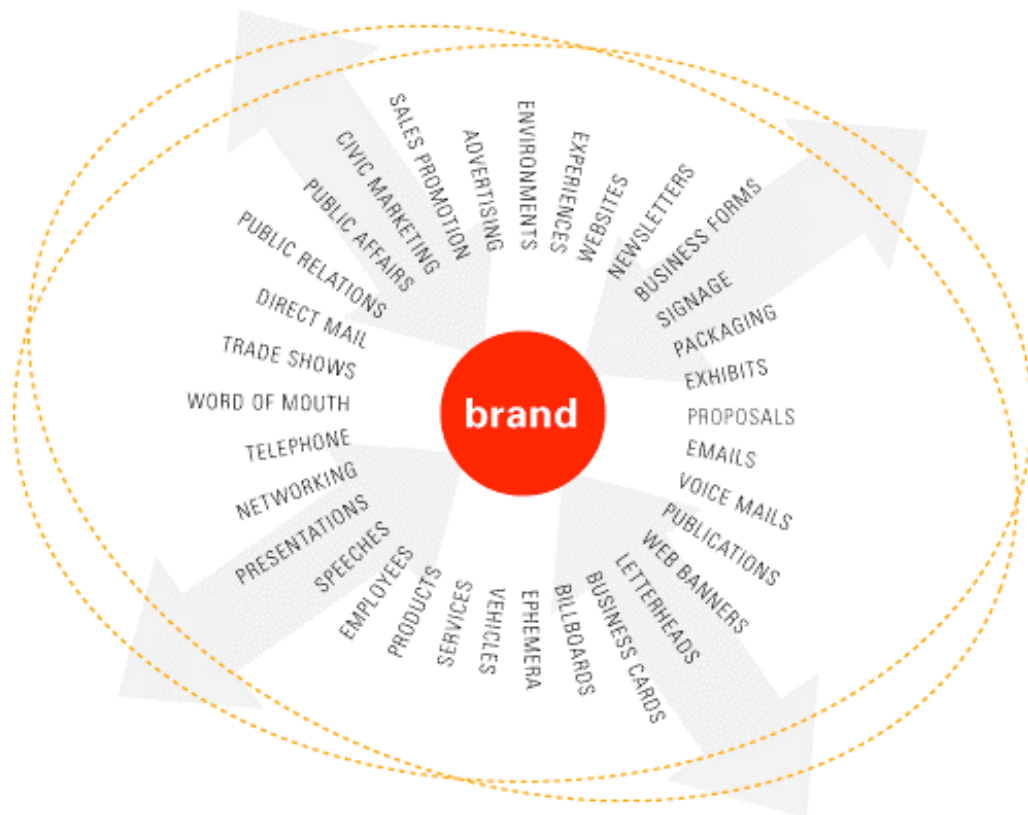 brand
ENVIRONMENTS
EXPERIENCES
WEBSITES
NEWSLETTERS
BUSINESS FORMS
SIGNAGE
PACKAGING
EXHIBITS
PROPOSALS
EMAILS
VOICE MAILS
PUBLICATIONS
WEB BANNERS
LETTERHEADS
BUSINESS CARDS
BILLBOARDS
EPHEMERA
VEHICLES
SERVICES
PRODUCTS
EMPLOYEES
SPEECHES
PRESENTATIONS
NETWORKING
TELEPHONE
WORD OF MOUTH
TRADE SHOWS
DIRECT MAIL
PUBLIC RELATIONS
PUBLIC AFFAIRS
CIVIC MARKETING
SALES PROMOTION
ADVERTISING